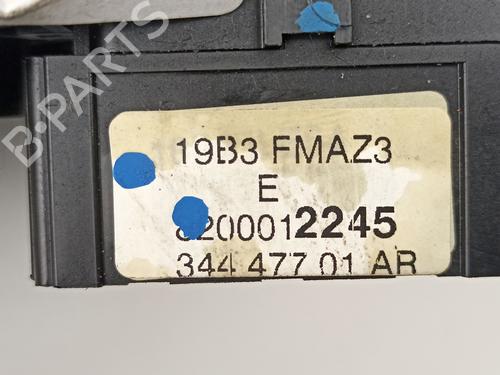 19B3 FMAZ3
E
8200012245
344 477 01 AR
B-PARTS